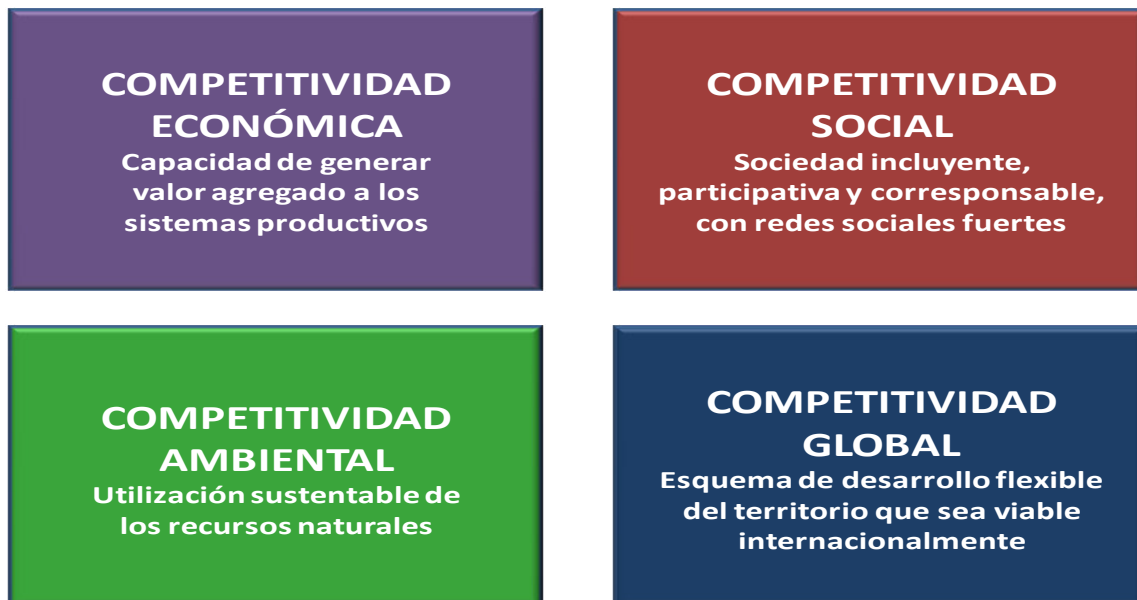 COMPETITIVIDAD
ECONÓMICA
Capacidad de generar
valor agregado a los
sistemas productivos
COMPETITIVIDAD
SOCIAL
Sociedad incluyente,
participativa y corresponsable,
con redes sociales fuertes
COMPETITIVIDAD
AMBIENTAL
Utilización sustentable de
los recursos naturales
COMPETITIVIDAD
GLOBAL
Esquema de desarrollo flexible
del territorio que sea viable
internacionalmente